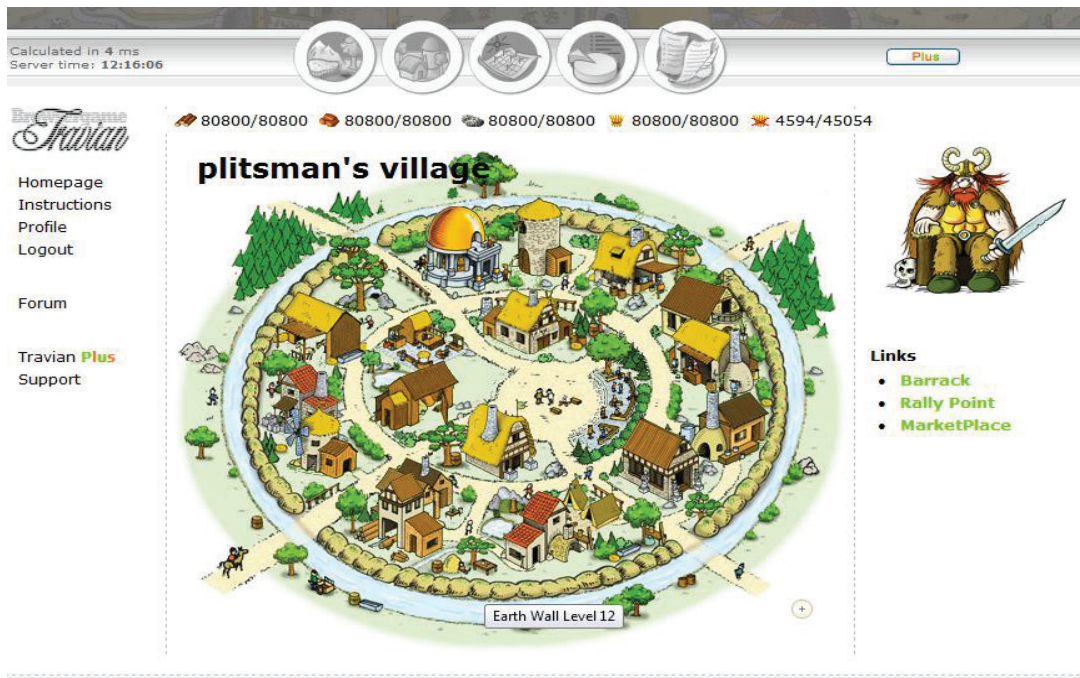 Calculated in 4 ms
Server time: 12:16:06
Plus
Browsergame
Travian
80800/80800 80800/80800 80800/80800 80800/80800 4594/45054
plitsman's village
Homepage
Instructions
Profile
Logout
Forum
Travian Plus
Support
Links
• Barrack
• Rally Point
• MarketPlace
Earth Wall Level 12